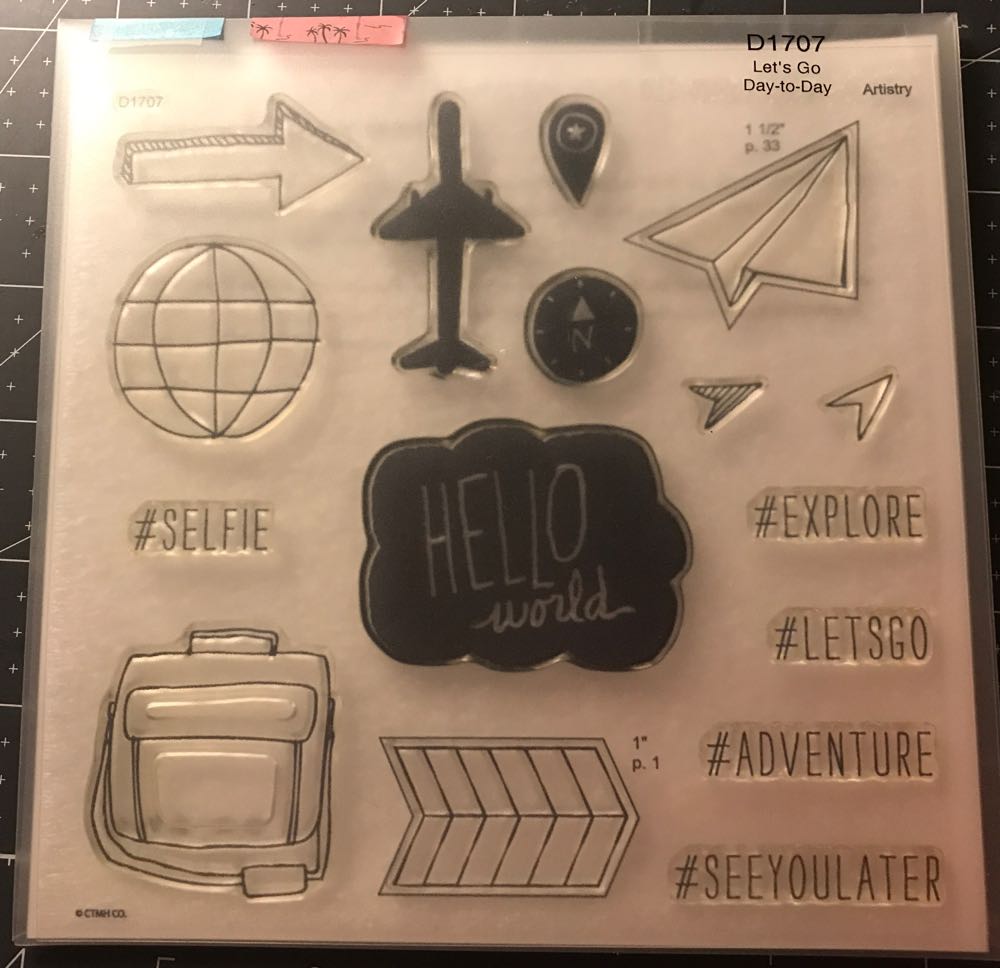 D1707
Let's Go
Day-to-Day
Artistry
D1707
1 1/2"
p. 33
N
#SELFIE
HELLO
world
#EXPLORE
#LETSGO
1"
p. 1
#ADVENTURE
#SEEYOULATER
© CTMH CO.